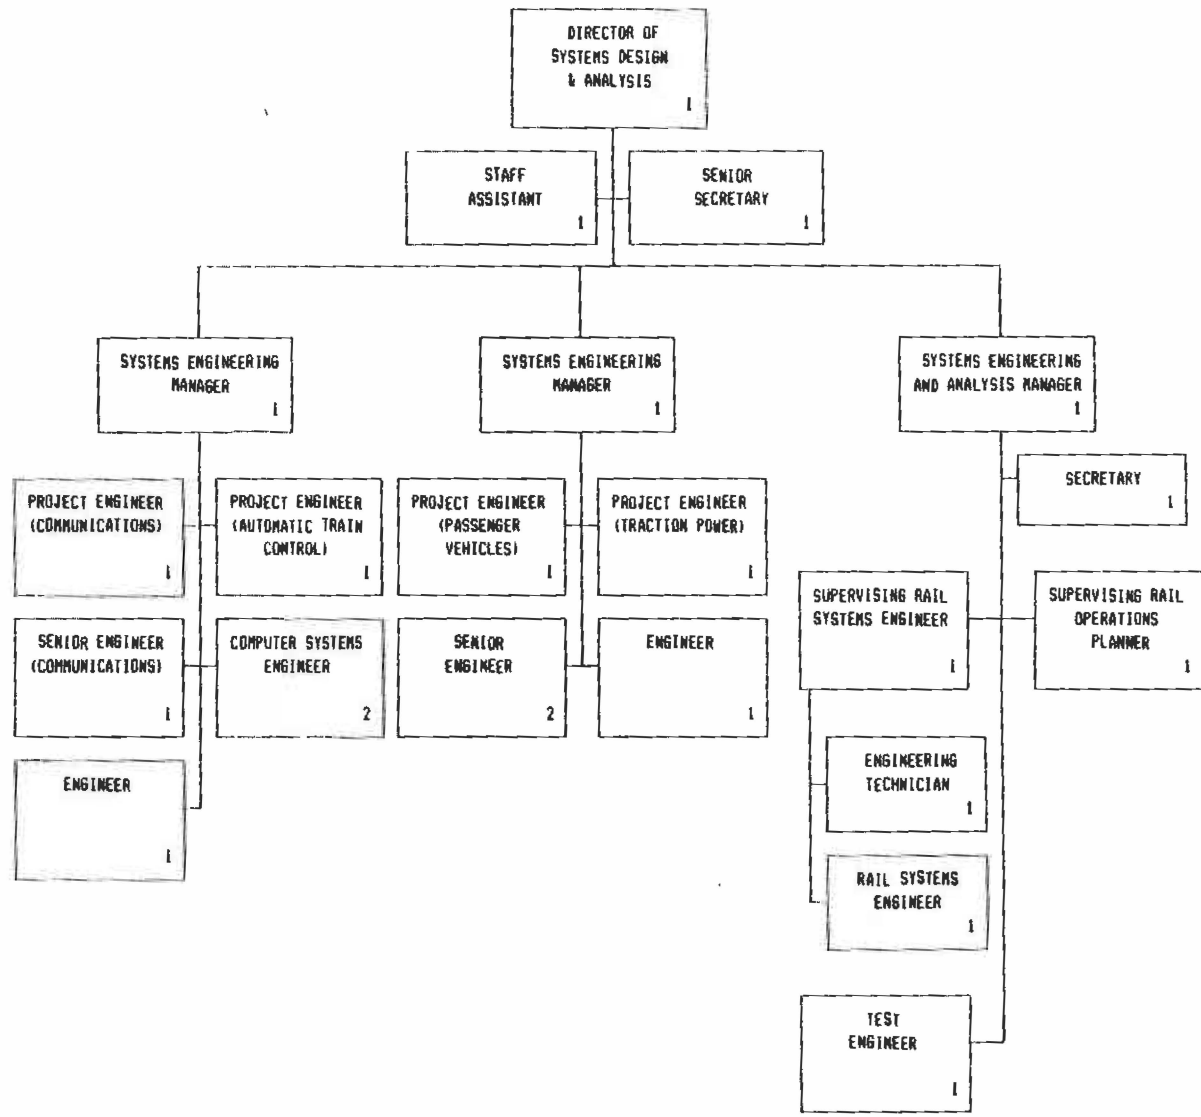 DIRECTOR OF
SYSTEMS DESIGN
& ANALYSIS
1
STAFF
ASSISTANT
1
SENIOR
SECRETARY
1
SYSTEMS ENGINEERING
MANAGER
1
SYSTEMS ENGINEERING
MANAGER
1
SYSTEMS ENGINEERING
AND ANALYSIS MANAGER
1
SECRETARY
1
PROJECT ENGINEER
(COMMUNICATIONS)
1
PROJECT ENGINEER
(AUTOMATIC TRAIN
CONTROL)
1
PROJECT ENGINEER
(PASSENGER
VEHICLES)
1
PROJECT ENGINEER
(TRACTION POWER)
1
SUPERVISING RAIL
SYSTEMS ENGINEER
1
SUPERVISING RAIL
OPERATIONS
PLANNER
1
SENIOR ENGINEER
(COMMUNICATIONS)
1
COMPUTER SYSTEMS
ENGINEER
2
SENIOR
ENGINEER
2
ENGINEER
1
ENGINEER
1
ENGINEERING
TECHNICIAN
1
RAIL SYSTEMS
ENGINEER
1
TEST
ENGINEER
1